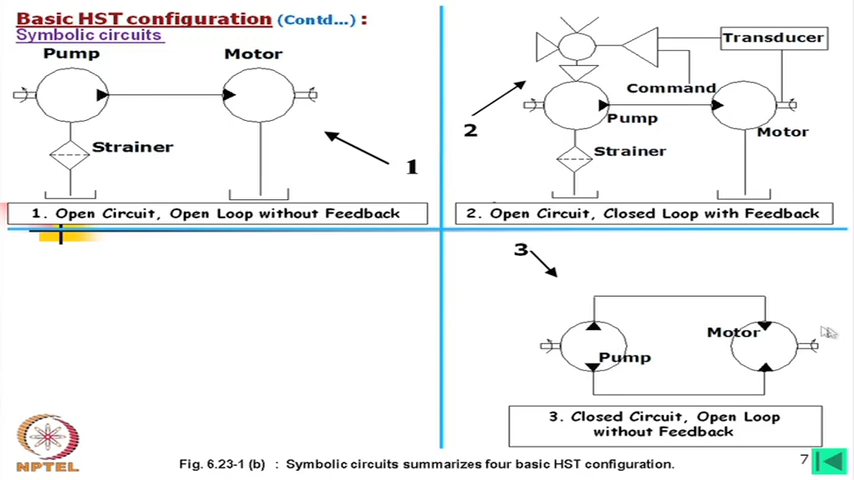 Basic HST configuration (Contd...) :
Symbolic circuits
Pump
Motor
Strainer
1
1. Open Circuit, Open Loop without Feedback
Transducer
Command
2
Pump
Motor
Strainer
2. Open Circuit, Closed Loop with Feedback
3
Motor
Pump
3. Closed Circuit, Open Loop
without Feedback
NPTEL
Fig. 6.23-1 (b) : Symbolic circuits summarizes four basic HST configuration.
7